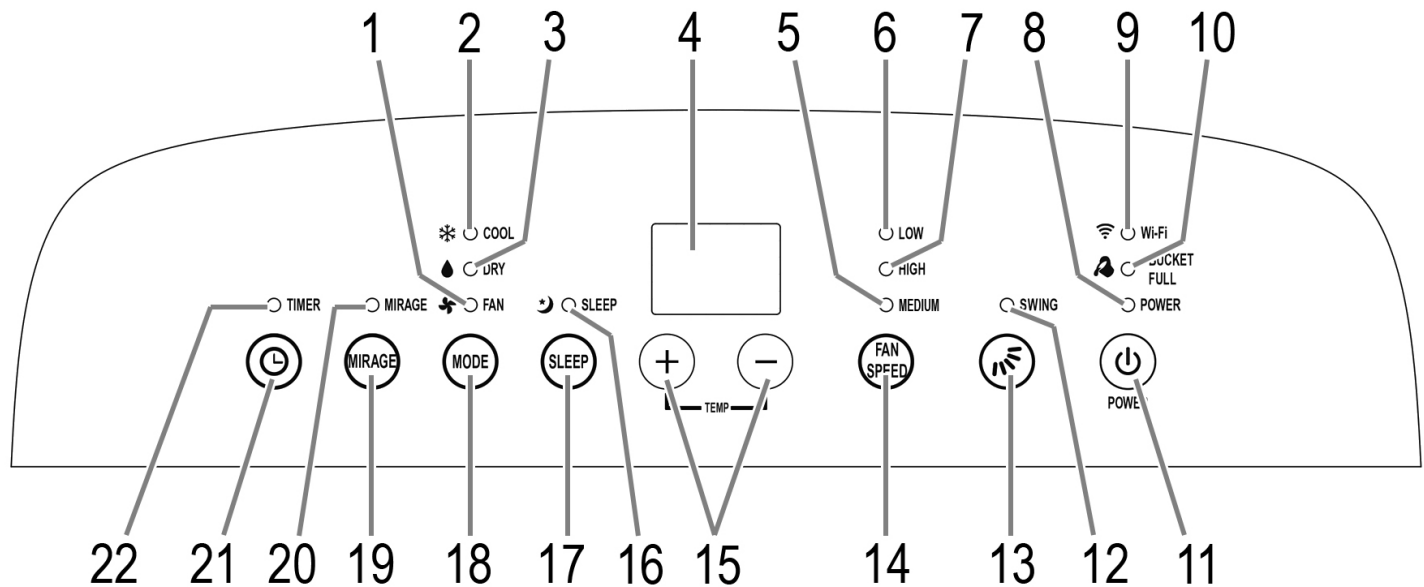 1 2 3 4 5 6 7 8 9 10
COOL LOW Wi-Fi
DRY HIGH BUCKET
FULL
TIMER MIRAGE FAN SLEEP MEDIUM SWING POWER
MIRAGE MODE SLEEP + − FAN
SPEED
TEMP POWER
22 21 20 19 18 17 16 15 14 13 12 11